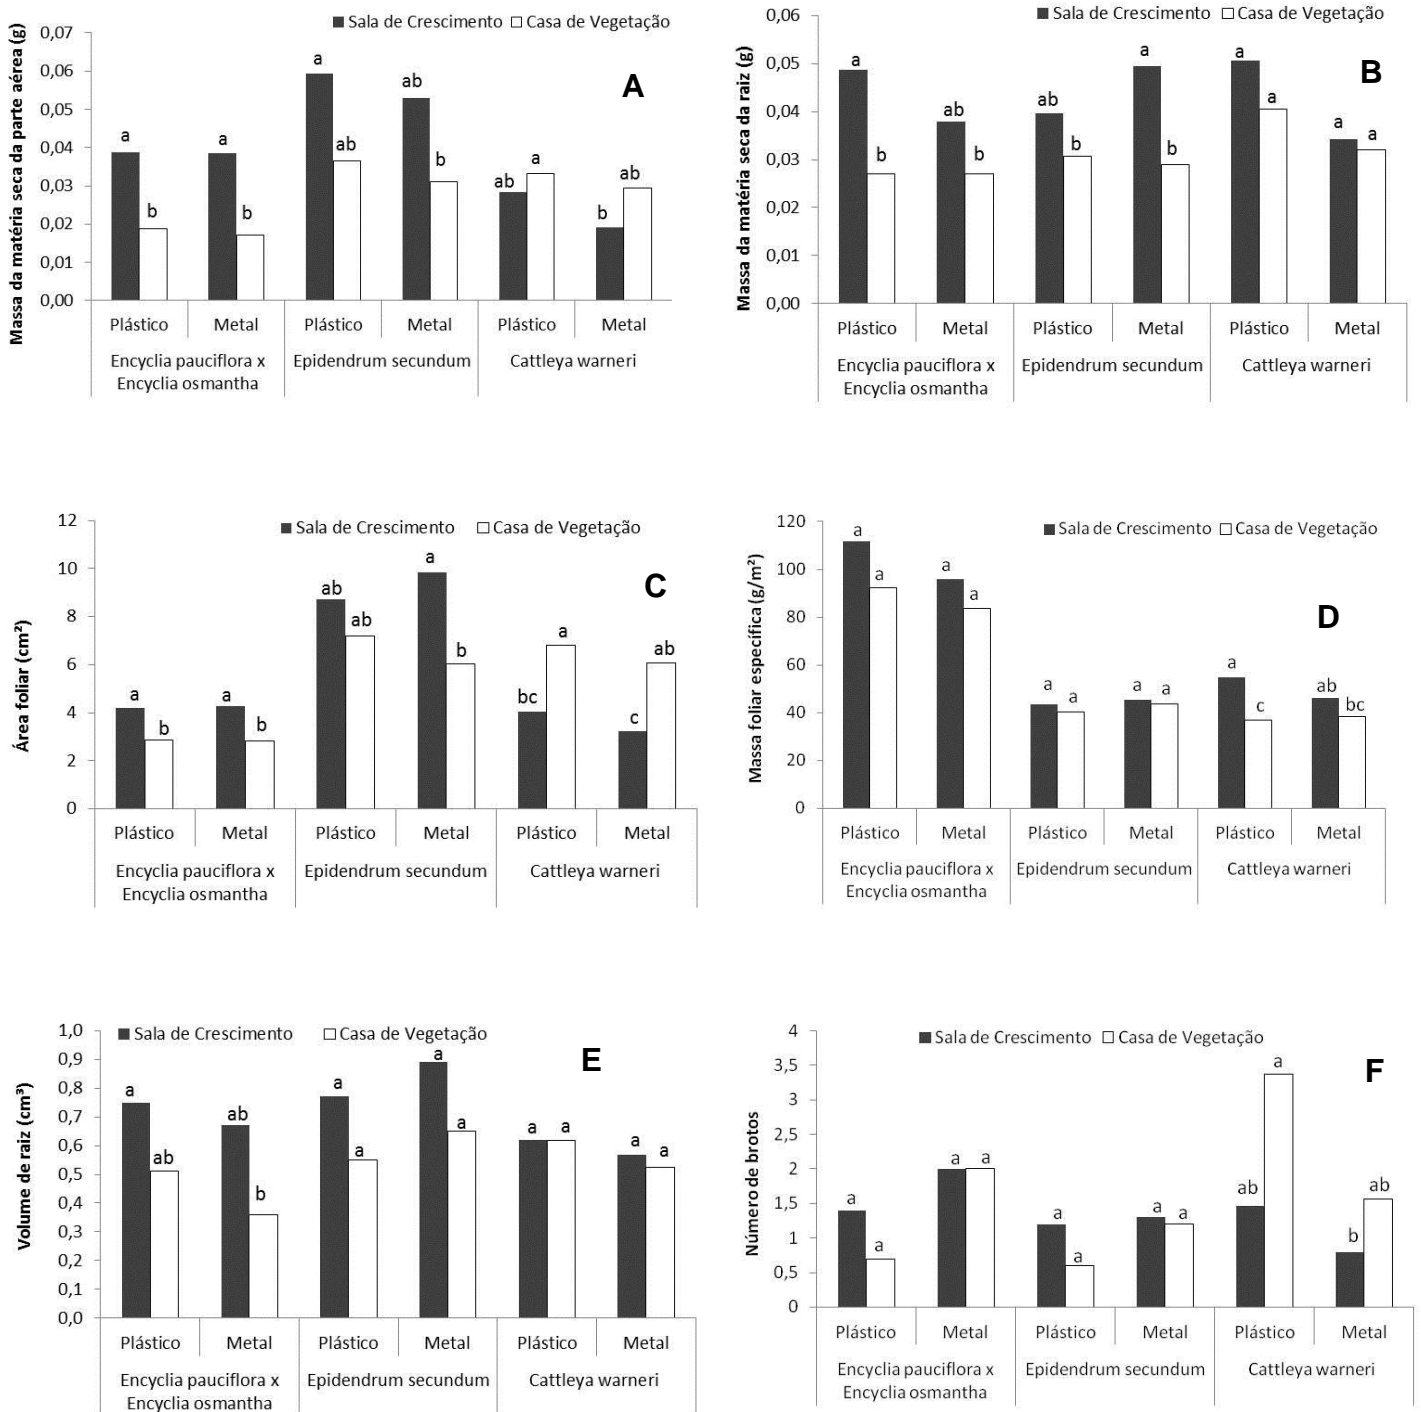 Sala de Crescimento Casa de Vegetação
A
Massa da matéria seca da parte aérea (g)
0,07
0,06
0,05
0,04
0,03
0,02
0,01
0,00
a b a b a ab ab b ab a b ab
Plástico Metal Plástico Metal Plástico Metal
Encyclia pauciflora x Epidendrum secundum Cattleya warneri
Encyclia osmantha
Sala de Crescimento Casa de Vegetação
B
Massa da matéria seca da raiz (g)
0,06
0,05
0,04
0,03
0,02
0,01
0,00
a b ab b ab b a b a a a a
Plástico Metal Plástico Metal Plástico Metal
Encyclia pauciflora x Epidendrum secundum Cattleya warneri
Encyclia osmantha
Sala de Crescimento Casa de Vegetação
C
Área foliar (cm²)
12
10
8
6
4
2
0
a b a b ab ab a b bc a c ab
Plástico Metal Plástico Metal Plástico Metal
Encyclia pauciflora x Epidendrum secundum Cattleya warneri
Encyclia osmantha
Sala de Crescimento Casa de Vegetação
D
Massa foliar específica (g/m²)
120
100
80
60
40
20
0
a a a a a a a a a c ab bc
Plástico Metal Plástico Metal Plástico Metal
Encyclia pauciflora x Epidendrum secundum Cattleya warneri
Encyclia osmantha
Sala de Crescimento Casa de Vegetação
E
Volume de raiz (cm³)
1,0
0,9
0,8
0,7
0,6
0,5
0,4
0,3
0,2
0,1
0,0
a ab ab b a a a a a a a a
Plástico Metal Plástico Metal Plástico Metal
Encyclia pauciflora x Epidendrum secundum Cattleya warneri
Encyclia osmantha
Sala de Crescimento Casa de Vegetação
F
Número de brotos
4
3,5
3
2,5
2
1,5
1
0,5
0
a a a a a a a a ab a b ab
Plástico Metal Plástico Metal Plástico Metal
Encyclia pauciflora x Epidendrum secundum Cattleya warneri
Encyclia osmantha